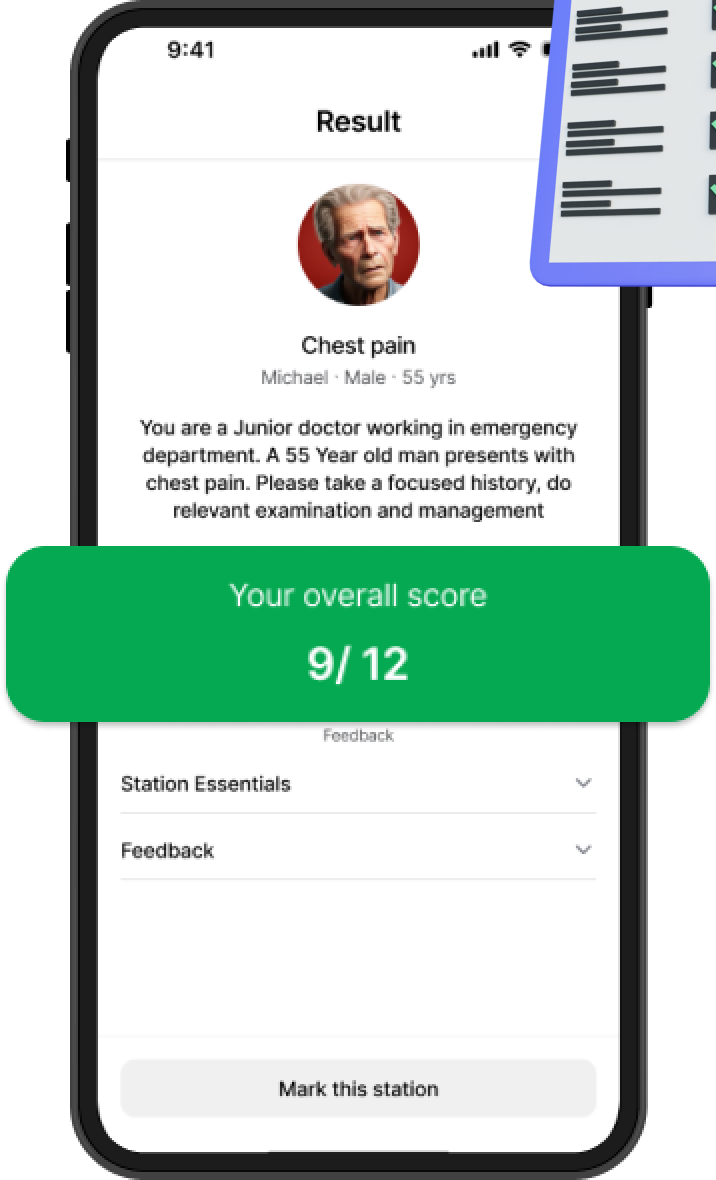 9:41
Result
Chest pain
Michael · Male · 55 yrs
You are a Junior doctor working in emergency
department. A 55 Year old man presents with
chest pain. Please take a focused history, do
relevant examination and management
Your overall score
9/ 12
Feedback
Station Essentials
Feedback
Mark this station